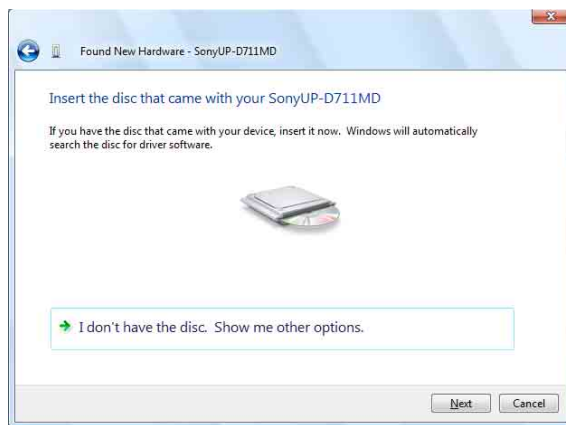 Found New Hardware - SonyUP-D711MD
Insert the disc that came with your SonyUP-D711MD
If you have the disc that came with your device, insert it now.  Windows will automatically
search the disc for driver software.
I don't have the disc.  Show me other options.
Next Cancel